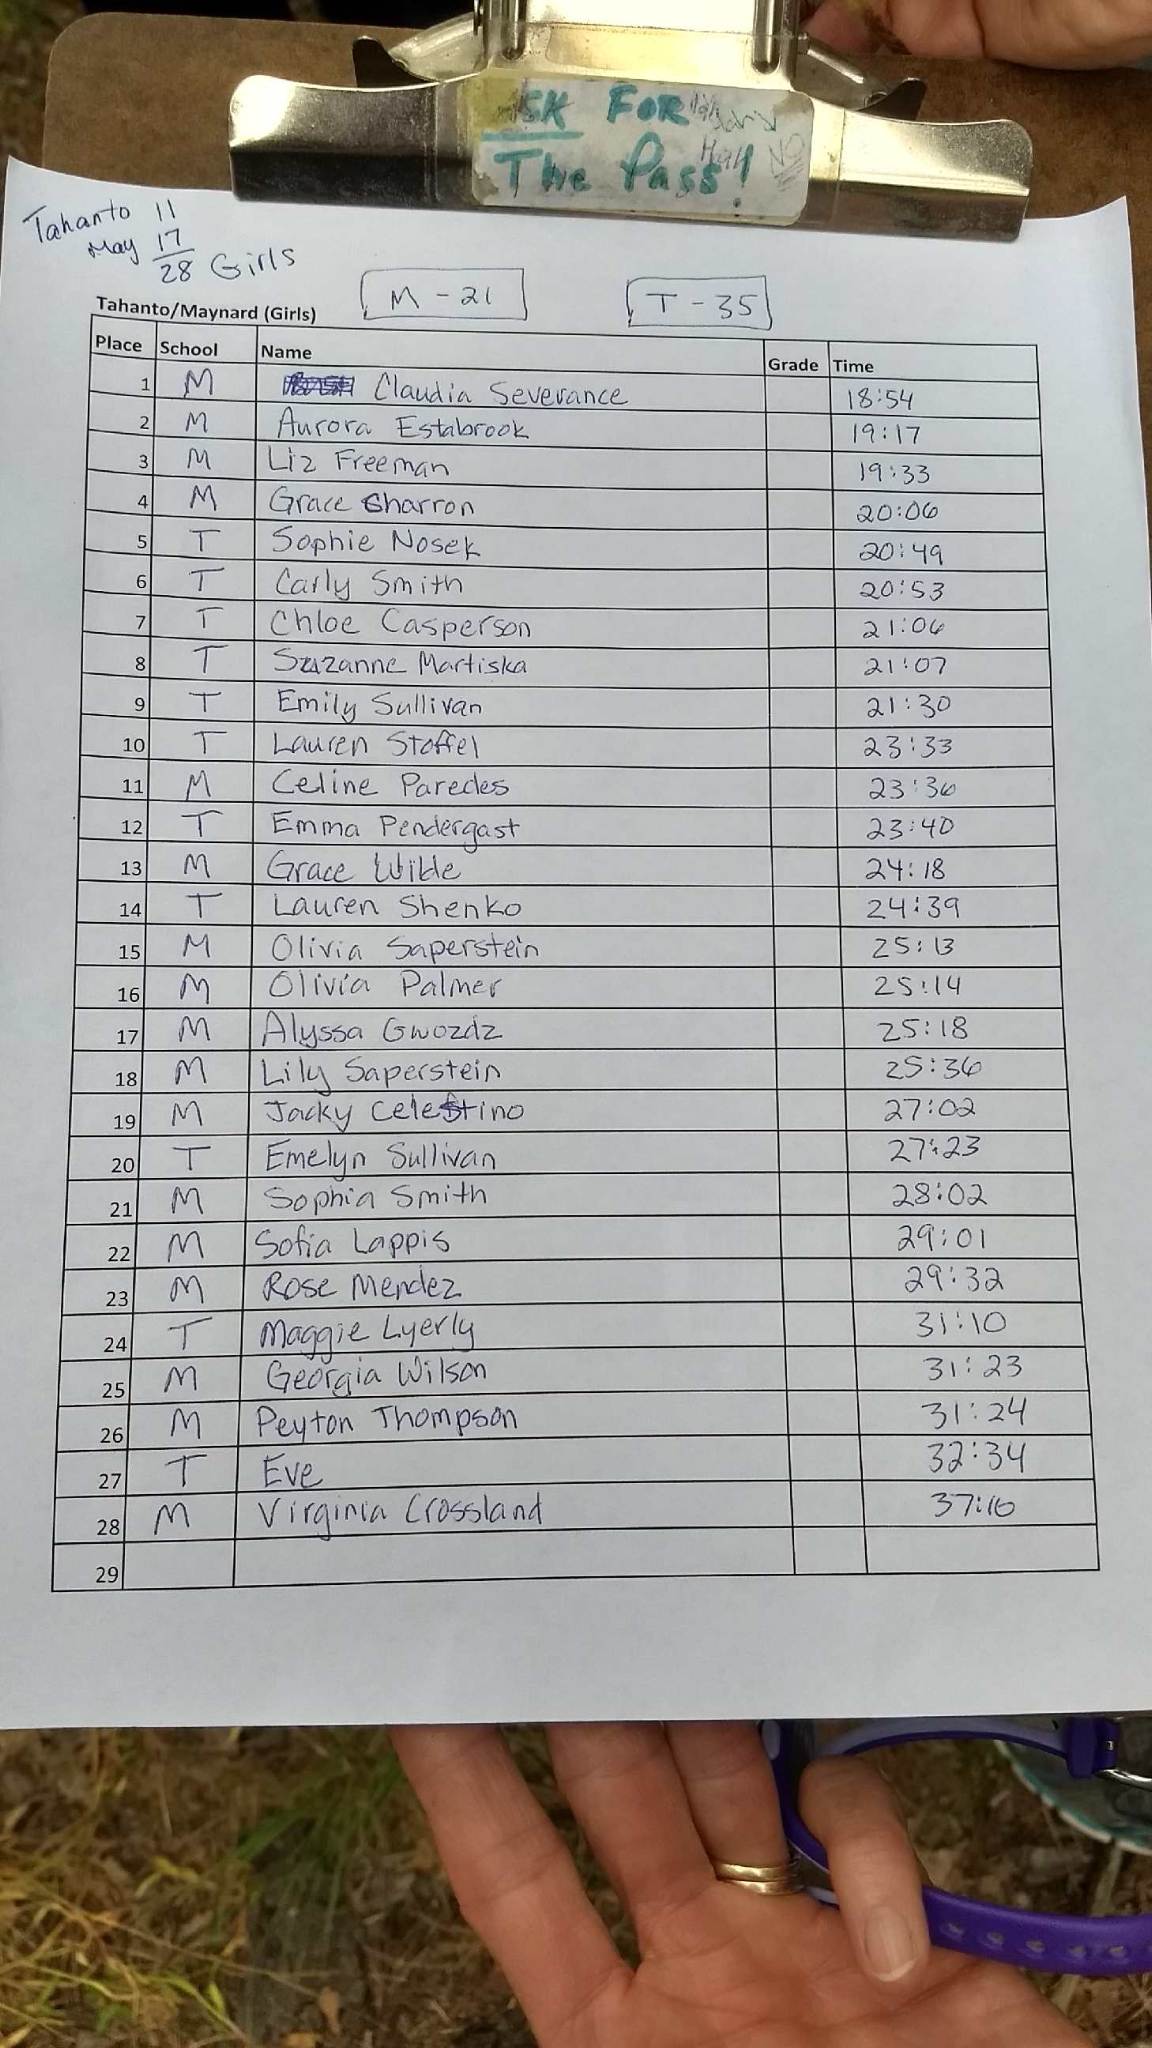 ASK FOR
The Pass!
Tahanto 11
May 17
28 Girls
M - 21
T - 35
Tahanto/Maynard (Girls)
Place School Name Grade Time
1 M Claudia Severance 18:54
2 M Aurora Estabrook 19:17
3 M Liz Freeman 19:33
4 M Grace Sharron 20:06
5 T Sophie Nosek 20:49
6 T Carly Smith 20:53
7 T Chloe Casperson 21:06
8 T Suzanne Martiska 21:07
9 T Emily Sullivan 21:30
10 T Lauren Stoffel 23:33
11 M Celine Paredes 23:36
12 T Emma Pendergast 23:40
13 M Grace Wilde 24:18
14 T Lauren Shenko 24:39
15 M Olivia Saperstein 25:13
16 M Olivia Palmer 25:14
17 M Alyssa Gwozdz 25:18
18 M Lily Saperstein 25:36
19 M Jacky Celestino 27:02
20 T Emelyn Sullivan 27:23
21 M Sophia Smith 28:02
22 M Sofia Lappis 29:01
23 M Rose Mendez 29:32
24 T Maggie Lyerly 31:10
25 M Georgia Wilson 31:23
26 M Peyton Thompson 31:24
27 T Eve 32:34
28 M Virginia Crossland 37:16
29